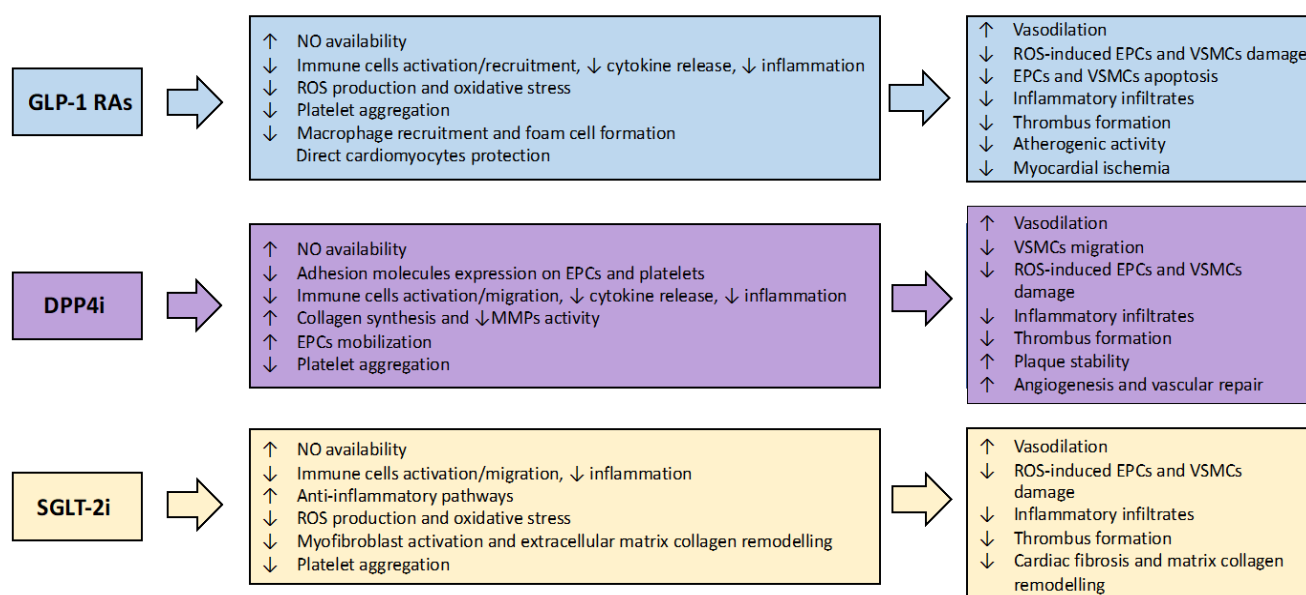 GLP-1 RAs
↑ NO availability
↓ Immune cells activation/recruitment, ↓ cytokine release, ↓ inflammation
↓ ROS production and oxidative stress
↓ Platelet aggregation
↓ Macrophage recruitment and foam cell formation
Direct cardiomyocytes protection
↑ Vasodilation
↓ ROS-induced EPCs and VSMCs damage
↓ EPCs and VSMCs apoptosis
↓ Inflammatory infiltrates
↓ Thrombus formation
↓ Atherogenic activity
↓ Myocardial ischemia
DPP4i
↑ NO availability
↓ Adhesion molecules expression on EPCs and platelets
↓ Immune cells activation/migration, ↓ cytokine release, ↓ inflammation
↑ Collagen synthesis and ↓MMPs activity
↑ EPCs mobilization
↓ Platelet aggregation
↑ Vasodilation
↓ VSMCs migration
↓ ROS-induced EPCs and VSMCs
damage
↓ Inflammatory infiltrates
↓ Thrombus formation
↑ Plaque stability
↑ Angiogenesis and vascular repair
SGLT-2i
↑ NO availability
↓ Immune cells activation/migration, ↓ inflammation
↑ Anti-inflammatory pathways
↓ ROS production and oxidative stress
↓ Myofibroblast activation and extracellular matrix collagen remodelling
↓ Platelet aggregation
↑ Vasodilation
↓ ROS-induced EPCs and VSMCs
damage
↓ Inflammatory infiltrates
↓ Thrombus formation
↓ Cardiac fibrosis and matrix collagen
remodelling